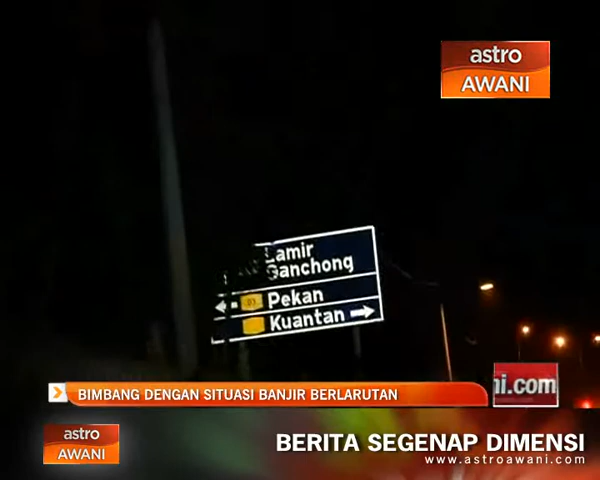 astro
AWANI
Lamir
Ganchong
Pekan
Kuantan
BIMBANG DENGAN SITUASI BANJIR BERLARUTAN
ni.com
astro
AWANI
BERITA SEGENAP DIMENSI
www.astroawani.com